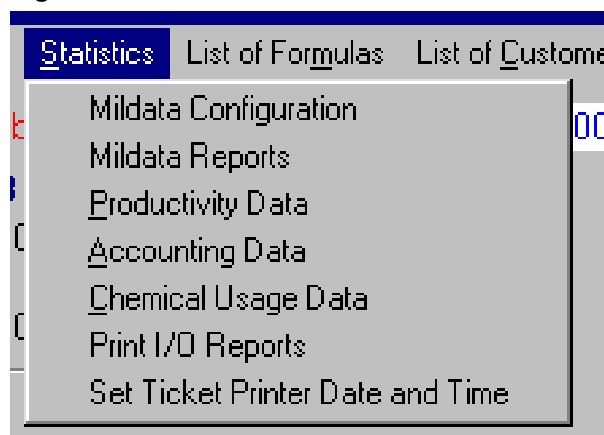 Statistics List of Formulas List of Custome
Mildata Configuration
Mildata Reports
Productivity Data
Accounting Data
Chemical Usage Data
Print I/O Reports
Set Ticket Printer Date and Time